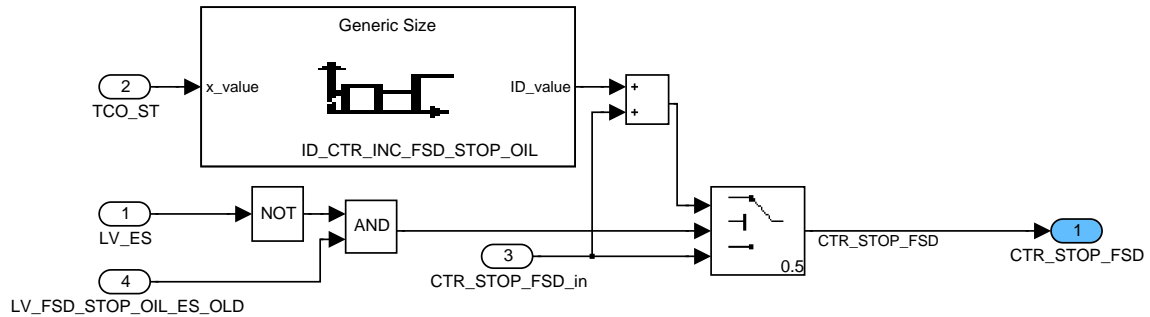 Generic Size
2
TCO_ST
x_value
ID_value
ID_CTR_INC_FSD_STOP_OIL
+
+
1
LV_ES
NOT
AND
4
LV_FSD_STOP_OIL_ES_OLD
3
CTR_STOP_FSD_in
0.5
CTR_STOP_FSD
1
CTR_STOP_FSD